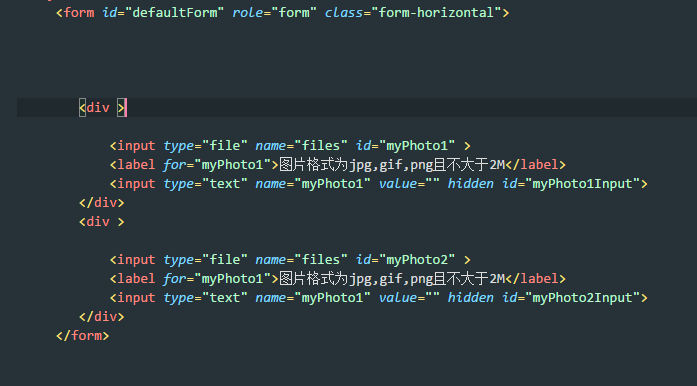 <form id="defaultForm" role="form" class="form-horizontal">
<div >
<input type="file" name="files" id="myPhoto1" >
<label for="myPhoto1">图片格式为jpg,gif,png且不大于2M</label>
<input type="text" name="myPhoto1" value="" hidden id="myPhoto1Input">
</div>
<div >
<input type="file" name="files" id="myPhoto2" >
<label for="myPhoto1">图片格式为jpg,gif,png且不大于2M</label>
<input type="text" name="myPhoto1" value="" hidden id="myPhoto2Input">
</div>
</form>